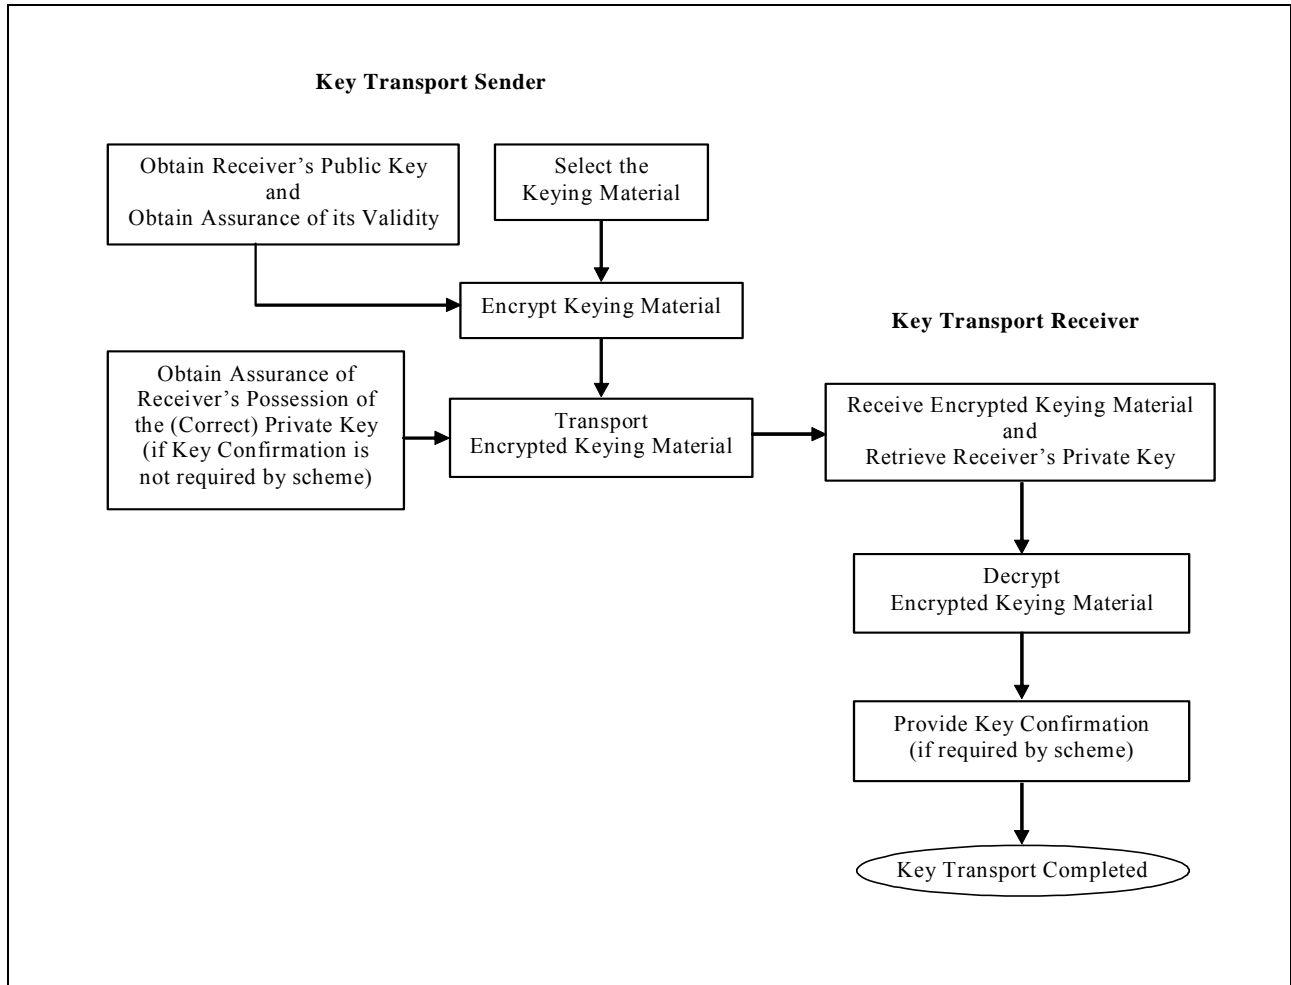 Key Transport Sender
Obtain Receiver's Public Key
and
Obtain Assurance of its Validity
Select the
Keying Material
Encrypt Keying Material
Key Transport Receiver
Obtain Assurance of
Receiver's Possession of
the (Correct) Private Key
(if Key Confirmation is
not required by scheme)
Transport
Encrypted Keying Material
Receive Encrypted Keying Material
and
Retrieve Receiver's Private Key
Decrypt
Encrypted Keying Material
Provide Key Confirmation
(if required by scheme)
Key Transport Completed